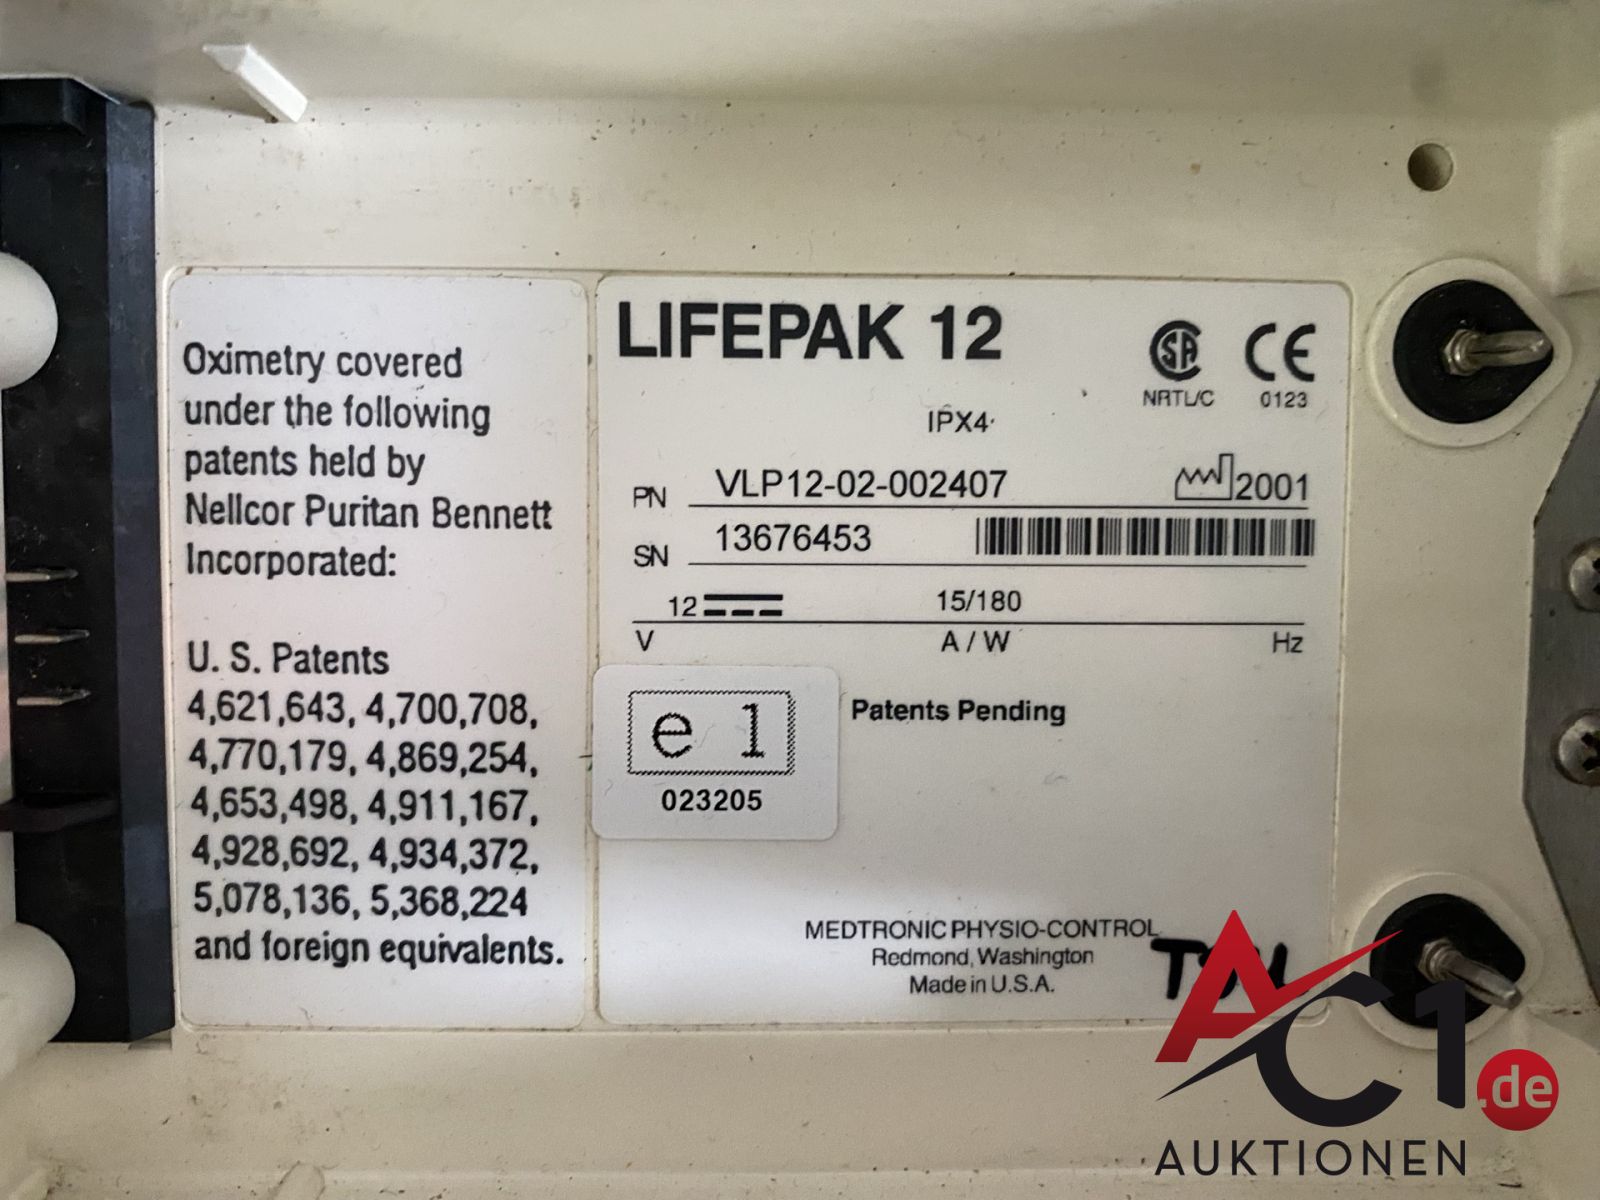 Oximetry covered
under the following
patents held by
Nellcor Puritan Bennett
Incorporated:
U. S. Patents
4,621,643, 4,700,708,
4,770,179, 4,869,254,
4,653,498, 4,911,167,
4,928,692, 4,934,372,
5,078,136, 5,368,224
and foreign equivalents.
LIFEPAK 12
IPX4
NRTL/C
CE
0123
PN VLP12-02-002407 2001
SN 13676453
12 15/180
V A / W Hz
e 1
023205
Patents Pending
MEDTRONIC PHYSIO-CONTROL
Redmond, Washington
Made in U.S.A.
AC1.de
AUKTIONEN